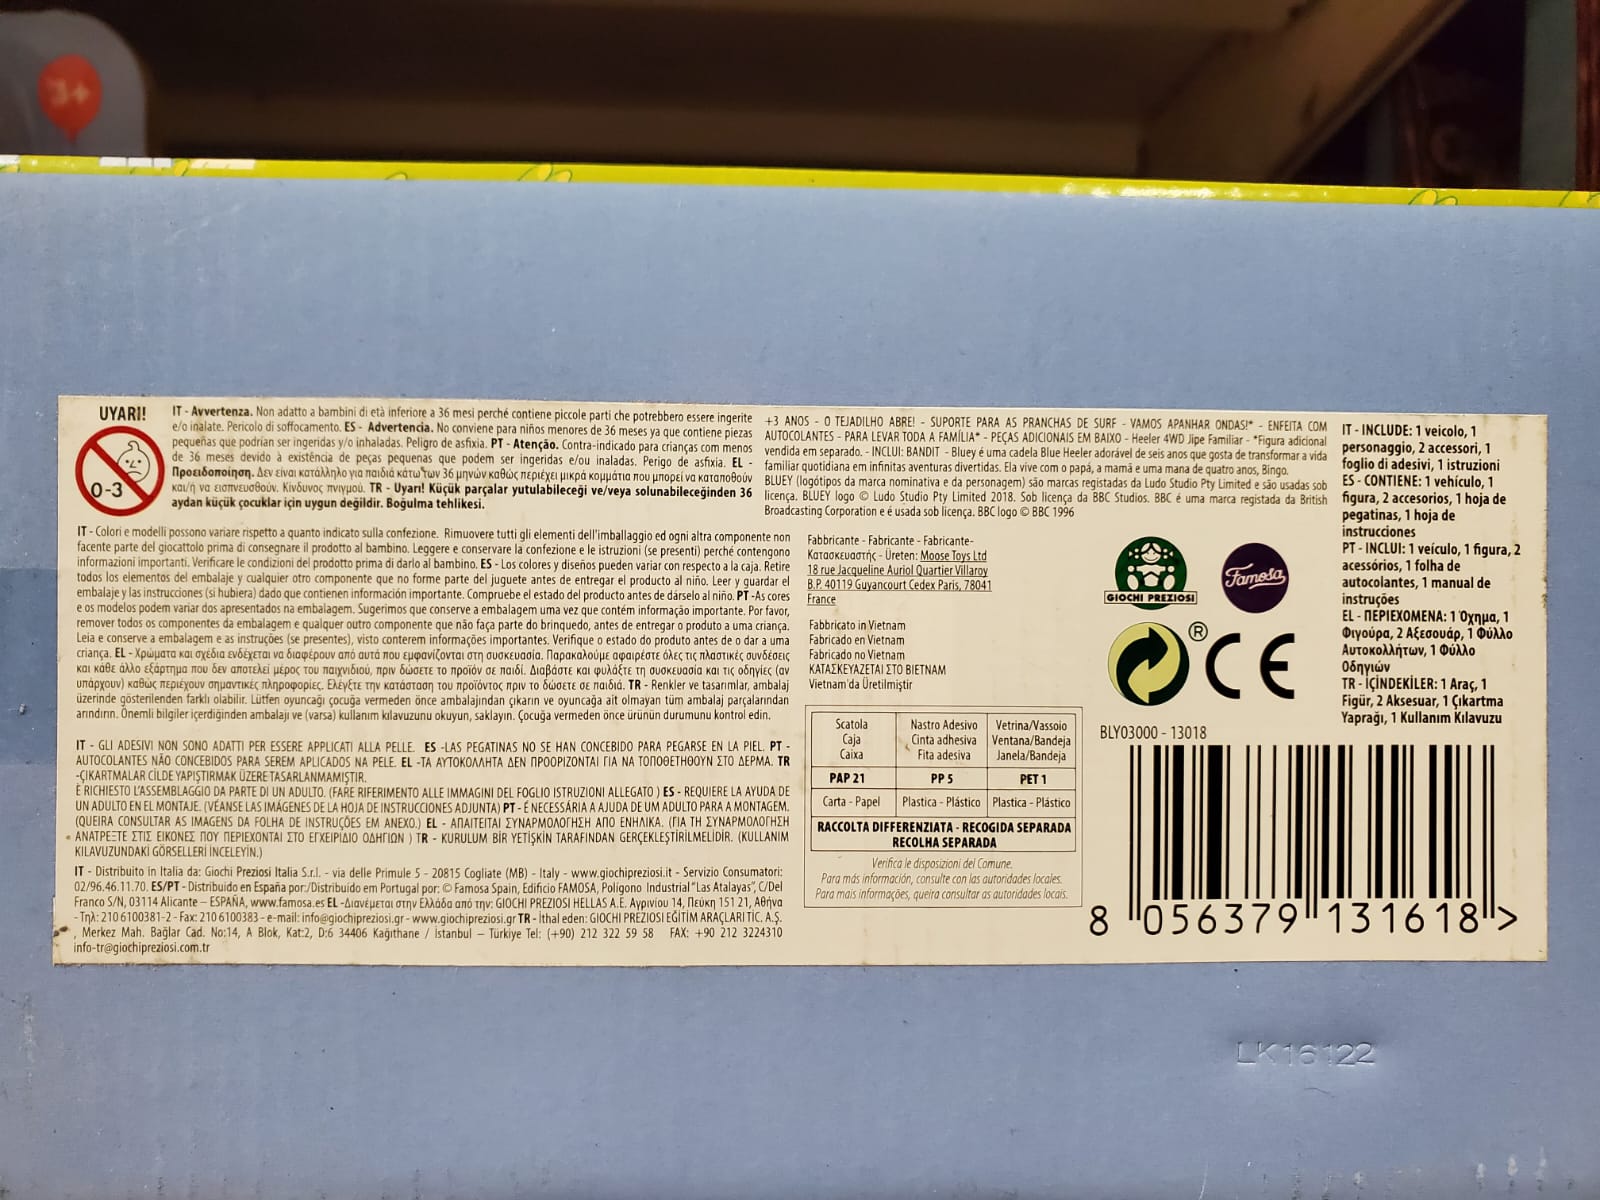 3+
UYARI!
0-3
IT - Avvertenza. Non adatto a bambini di età inferiore a 36 mesi perché contiene piccole parti che potrebbero essere ingerite
e/o inalate. Pericolo di soffocamento. ES - Advertencia. No conviene para niños menores de 36 meses ya que contiene piezas
pequeñas que podrían ser ingeridas y/o inhaladas. Peligro de asfixia. PT - Atenção. Contra-indicado para crianças com menos
de 36 meses devido à existência de peças pequenas que podem ser ingeridas e/ou inaladas. Perigo de asfixia. EL -
Προειδοποίηση. Δεν είναι κατάλληλο για παιδιά κάτω των 36 μηνών καθώς περιέχει μικρά κομμάτια που μπορεί να καταποθούν
και/ή να εισπνευσθούν. Κίνδυνος πνιγμού. TR - Uyarı! Küçük parçalar yutulabileceği ve/veya solunabileceğinden 36
aydan küçük çocuklar için uygun değildir. Boğulma tehlikesi.
IT - Colori e modelli possono variare rispetto a quanto indicato sulla confezione. Rimuovere tutti gli elementi dell'imballaggio ed ogni altra componente non
facente parte del giocattolo prima di consegnare il prodotto al bambino. Leggere e conservare la confezione e le istruzioni (se presenti) perché contengono
informazioni importanti. Verificare le condizioni del prodotto prima di darlo al bambino. ES - Los colores y diseños pueden variar con respecto a la caja. Retire
todos los elementos del embalaje y cualquier otro componente que no forme parte del juguete antes de entregar el producto al niño. Leer y guardar el
embalaje y las instrucciones (si hubiera) dado que contienen información importante. Compruebe el estado del producto antes de dárselo al niño. PT -As cores
e os modelos podem variar dos apresentados na embalagem. Sugerimos que conserve a embalagem uma vez que contém informação importante. Por favor,
remover todos os componentes da embalagem e qualquer outro componente que não faça parte do brinquedo, antes de entregar o produto a uma criança.
Leia e conserve a embalagem e as instruções (se presentes), visto conterem informações importantes. Verifique o estado do produto antes de o dar a uma
criança. EL - Χρώματα και σχέδια ενδέχεται να διαφέρουν από αυτά που εμφανίζονται στη συσκευασία. Παρακαλούμε αφαιρέστε όλες τις πλαστικές συνδέσεις
και κάθε άλλο εξάρτημα που δεν αποτελεί μέρος του παιχνιδιού, πριν δώσετε το προϊόν σε παιδί. Διαβάστε και φυλάξτε τη συσκευασία και τις οδηγίες (αν
υπάρχουν) καθώς περιέχουν σημαντικές πληροφορίες. Ελέγξτε την κατάσταση του προϊόντος πριν το δώσετε σε παιδιά. TR - Renkler ve tasarımlar, ambalaj
üzerinde gösterilenden farklı olabilir. Lütfen oyuncağı çocuğa vermeden önce ambalajından çıkarın ve oyuncağa ait olmayan tüm ambalaj parçalarından
arındırın. Önemli bilgiler içerdiğinden ambalajı ve (varsa) kullanım kılavuzunu okuyun, saklayın. Çocuğa vermeden önce ürünün durumunu kontrol edin.
IT - GLI ADESIVI NON SONO ADATTI PER ESSERE APPLICATI ALLA PELLE. ES -LAS PEGATINAS NO SE HAN CONCEBIDO PARA PEGARSE EN LA PIEL. PT -
AUTOCOLANTES NÃO CONCEBIDOS PARA SEREM APLICADOS NA PELE. EL -ΤΑ ΑΥΤΟΚΟΛΛΗΤΑ ΔΕΝ ΠΡΟΟΡΙΖΟΝΤΑΙ ΓΙΑ ΝΑ ΤΟΠΟΘΕΤΗΘΟΥΝ ΣΤΟ ΔΕΡΜΑ. TR
-ÇIKARTMALAR CİLDE YAPIŞTIRMAK ÜZERE TASARLANMAMIŞTIR.
È RICHIESTO L'ASSEMBLAGGIO DA PARTE DI UN ADULTO. (FARE RIFERIMENTO ALLE IMMAGINI DEL FOGLIO ISTRUZIONI ALLEGATO ) ES - REQUIERE LA AYUDA DE
UN ADULTO EN EL MONTAJE. (VÉANSE LAS IMÁGENES DE LA HOJA DE INSTRUCCIONES ADJUNTA) PT - É NECESSÁRIA A AJUDA DE UM ADULTO PARA A MONTAGEM.
(QUEIRA CONSULTAR AS IMAGENS DA FOLHA DE INSTRUÇÕES EM ANEXO.) EL - ΑΠΑΙΤΕΙΤΑΙ ΣΥΝΑΡΜΟΛΟΓΗΣΗ ΑΠΟ ΕΝΗΛΙΚΑ. (ΓΙΑ ΤΗ ΣΥΝΑΡΜΟΛΟΓΗΣΗ
ΑΝΑΤΡΕΞΤΕ ΣΤΙΣ ΕΙΚΟΝΕΣ ΠΟΥ ΠΕΡΙΕΧΟΝΤΑΙ ΣΤΟ ΕΓΧΕΙΡΙΔΙΟ ΟΔΗΓΙΩΝ ) TR - KURULUM BİR YETİŞKİN TARAFINDAN GERÇEKLEŞTİRİLMELİDİR. (KULLANIM
KILAVUZUNDAKİ GÖRSELLERİ İNCELEYİN.)
IT - Distribuito in Italia da: Giochi Preziosi Italia S.r.l. - via delle Primule 5 - 20815 Cogliate (MB) - Italy - www.giochipreziosi.it - Servizio Consumatori:
02/96.46.11.70. ES/PT - Distribuido en España por:/Distribuído em Portugal por: © Famosa Spain, Edificio FAMOSA, Polígono Industrial "Las Atalayas", C/Del
Franco S/N, 03114 Alicante – ESPAÑA, www.famosa.es EL -Διανέμεται στην Ελλάδα από την: GIOCHI PREZIOSI HELLAS A.E. Αγρινίου 14, Πεύκη 151 21, Αθήνα
- Τηλ: 210 6100381-2 - Fax: 210 6100383 - e-mail: info@giochipreziosi.gr - www.giochipreziosi.gr TR - İthal eden: GIOCHI PREZIOSI EĞİTİM ARAÇLARI TİC. A.Ş.
, Merkez Mah. Bağlar Cad. No:14, A Blok, Kat:2, D:6 34406 Kağıthane / İstanbul – Türkiye Tel: (+90) 212 322 59 58 FAX: +90 212 3224310
info-tr@giochipreziosi.com.tr
+3 ANOS - O TEJADILHO ABRE! - SUPORTE PARA AS PRANCHAS DE SURF - VAMOS APANHAR ONDAS!* - ENFEITA COM
AUTOCOLANTES - PARA LEVAR TODA A FAMÍLIA* - PEÇAS ADICIONAIS EM BAIXO - Heeler 4WD Jipe Familiar - *Figura adicional
vendida em separado. - INCLUI: BANDIT - Bluey é uma cadela Blue Heeler adorável de seis anos que gosta de transformar a vida
familiar quotidiana em infinitas aventuras divertidas. Ela vive com o papá, a mamã e uma mana de quatro anos, Bingo.
BLUEY (logótipos da marca nominativa e da personagem) são marcas registadas da Ludo Studio Pty Limited e são usadas sob
licença. BLUEY logo © Ludo Studio Pty Limited 2018. Sob licença da BBC Studios. BBC é uma marca registada da British
Broadcasting Corporation e é usada sob licença. BBC logo © BBC 1996
Fabbricante - Fabricante - Fabricante-
Κατασκευαστής - Üreten: Moose Toys Ltd
18 rue Jacqueline Auriol Quartier Villaroy
B.P. 40119 Guyancourt Cedex Paris, 78041
France
Fabbricato in Vietnam
Fabricado en Vietnam
Fabricado no Vietnam
ΚΑΤΑΣΚΕΥΑΖΕΤΑΙ ΣΤΟ ΒΙΕΤΝΑΜ
Vietnam'da Üretilmiştir
Scatola Nastro Adesivo Vetrina/Vassoio
Caja Cinta adhesiva Ventana/Bandeja
Caixa Fita adesiva Janela/Bandeja
PAP 21 PP 5 PET 1
Carta - Papel Plastica - Plástico Plastica - Plástico
RACCOLTA DIFFERENZIATA - RECOGIDA SEPARADA
RECOLHA SEPARADA
Verifica le disposizioni del Comune.
Para más información, consulte con las autoridades locales.
Para mais informações, queira consultar as autoridades locais.
GIOCHI PREZIOSI
Famosa
® CE
BLY03000 - 13018
8 056379 131618 >
IT - INCLUDE: 1 veicolo, 1
personaggio, 2 accessori, 1
foglio di adesivi, 1 istruzioni
ES - CONTIENE: 1 vehículo, 1
figura, 2 accesorios, 1 hoja de
pegatinas, 1 hoja de
instrucciones
PT - INCLUI: 1 veículo, 1 figura, 2
acessórios, 1 folha de
autocolantes, 1 manual de
instruções
EL - ΠΕΡΙΕΧΟΜΕΝΑ: 1 Όχημα, 1
Φιγούρα, 2 Αξεσουάρ, 1 Φύλλο
Αυτοκολλήτων, 1 Φύλλο
Οδηγιών
TR - İÇİNDEKİLER: 1 Araç, 1
Figür, 2 Aksesuar, 1 Çıkartma
Yaprağı, 1 Kullanım Kılavuzu
LK16122